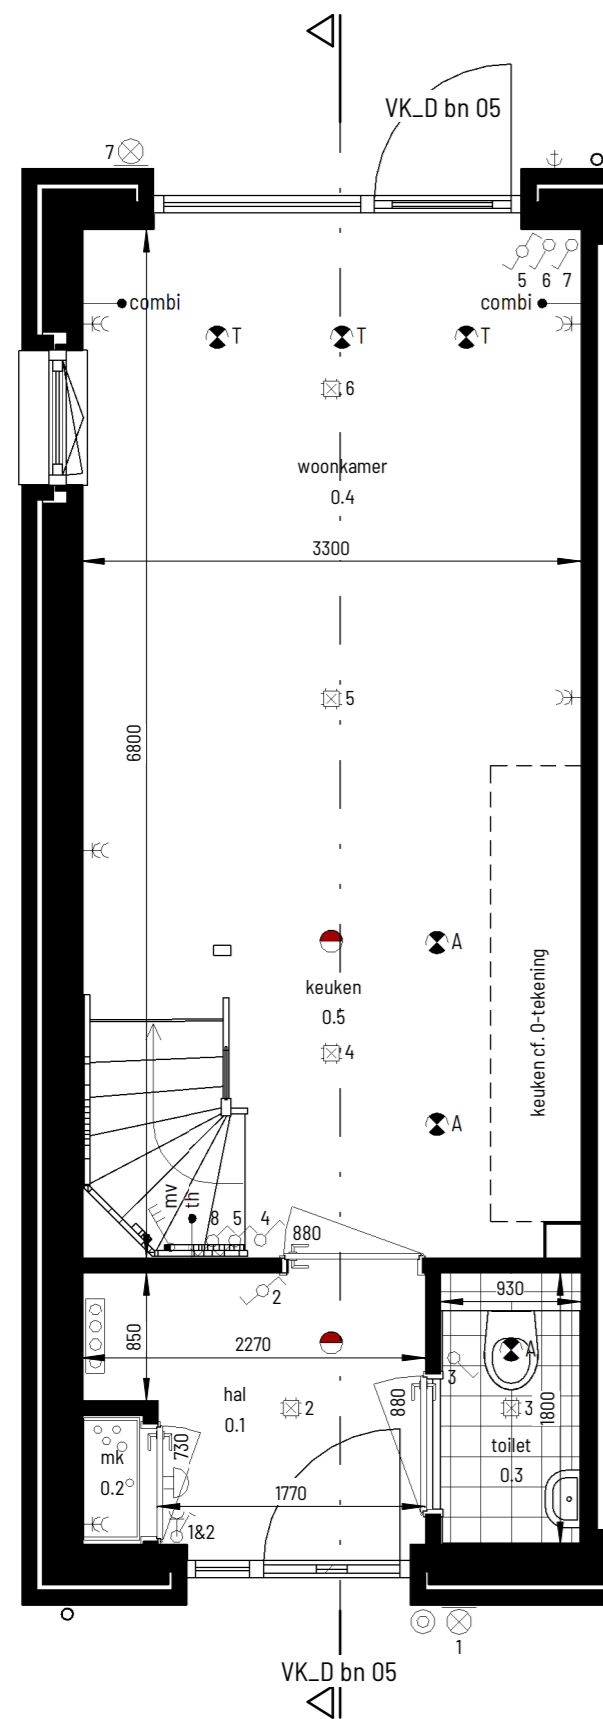 VK_D bn 05
7
5 6 7
combi
combi
T
T
T
6
woonkamer
0.4
3300
5
6800
A
keuken
0.5
4
keuken cf. 0-tekening
A
mv
th
8 5 4
880
2
930
850
2270
A
3
hal
0.1
2
880
3
1800
730
mk
0.2
toilet
0.3
1770
1&2
1
VK_D bn 05